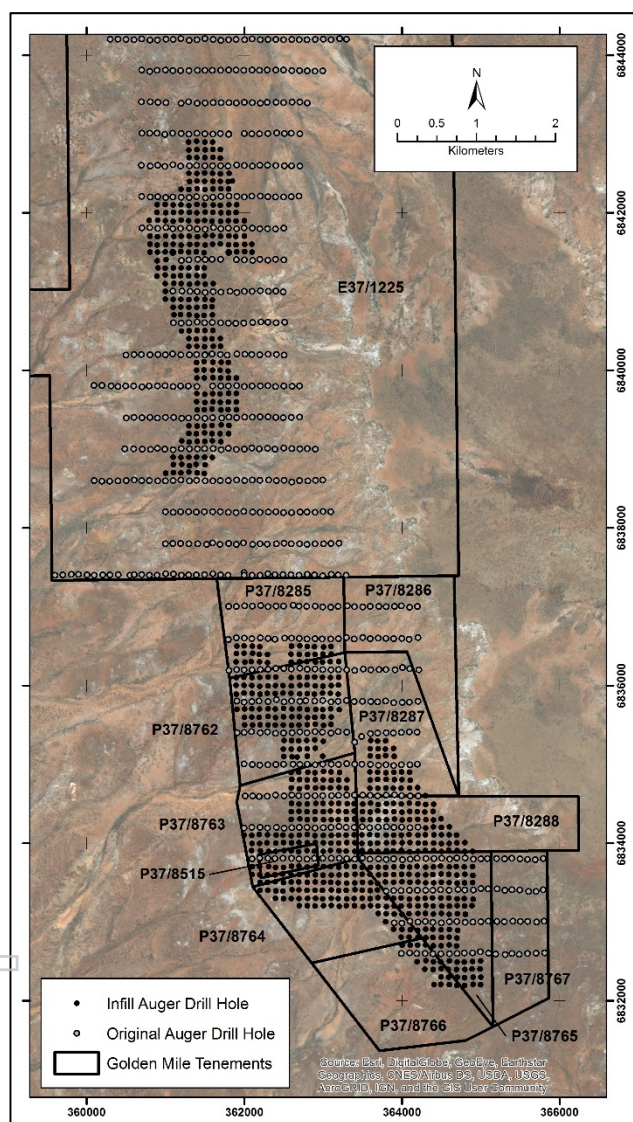 N
0 0.5 1 2
Kilometers
6844000
6842000
E37/1225
6840000
6838000
P37/8285
P37/8286
6836000
P37/8762
P37/8287
P37/8763
P37/8288
6834000
P37/8515
P37/8764
P37/8767
6832000
P37/8766
P37/8765
Infill Auger Drill Hole
Original Auger Drill Hole
Golden Mile Tenements
Source: Esri, DigitalGlobe, GeoEye, Earthstar
Geographics, CNES/Airbus DS, USDA, USGS,
AeroGRID, IGN, and the GIS User Community
360000 362000 364000 366000